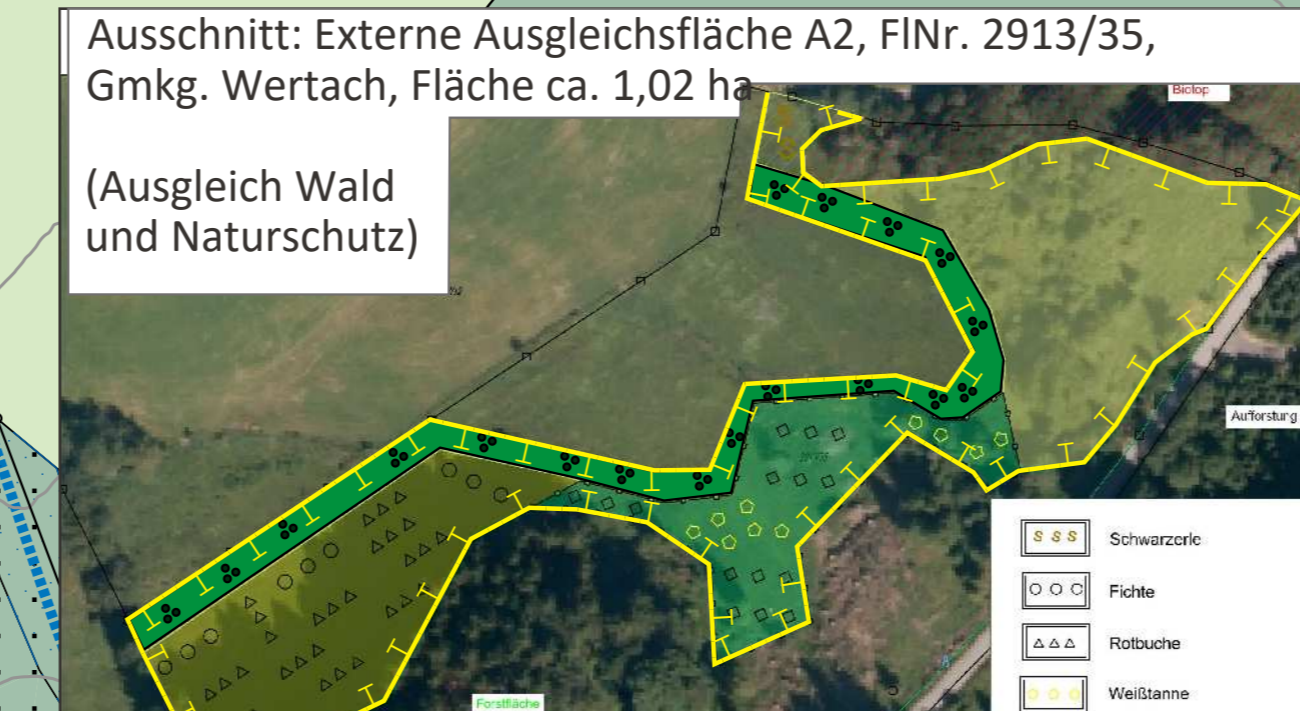 Ausschnitt: Externe Ausgleichsfläche A2, FlNr. 2913/35,
Gmkg. Wertach, Fläche ca. 1,02 ha
(Ausgleich Wald
und Naturschutz)
Biotop
Aufforstung
S S S Schwarzerle
Fichte
Rotbuche
Weißtanne
Forstfläche